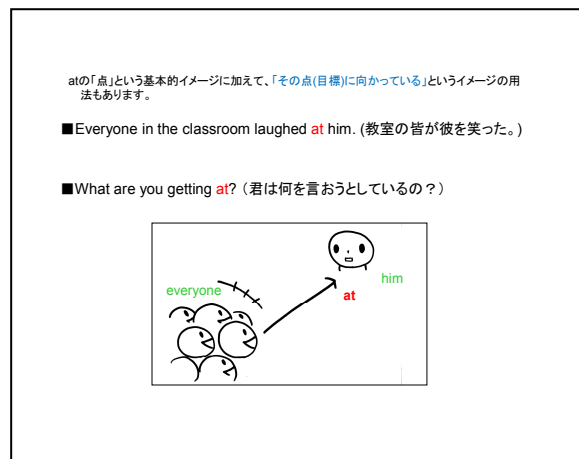 atの「点」という基本的イメージに加えて、「その点(目標)に向かっている」というイメージの用
法もあります。
■Everyone in the classroom laughed at him. (教室の皆が彼を笑った。)
■What are you getting at?（君は何を言おうとしているの？）
everyone
him
at